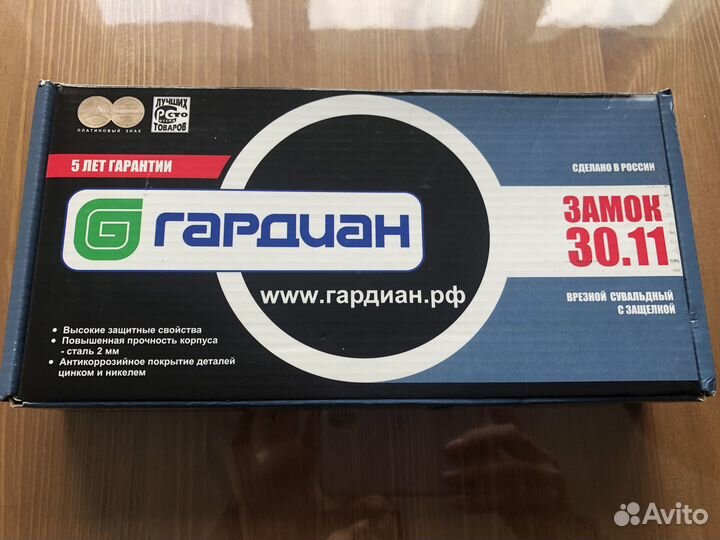 ПЛАТИНОВЫЙ ЗНАК
ЛУЧШИХ
СТО
ТОВАРОВ
5 ЛЕТ ГАРАНТИИ
СДЕЛАНО В РОССИИ
ГАРДИАН
ЗАМОК
30.11
www.гардиан.рф
ВРЕЗНОЙ СУВАЛЬДНЫЙ
С ЗАЩЕЛКОЙ
• Высокие защитные свойства
• Повышенная прочность корпуса
- сталь 2 мм
• Антикоррозийное покрытие деталей
цинком и никелем
Avito